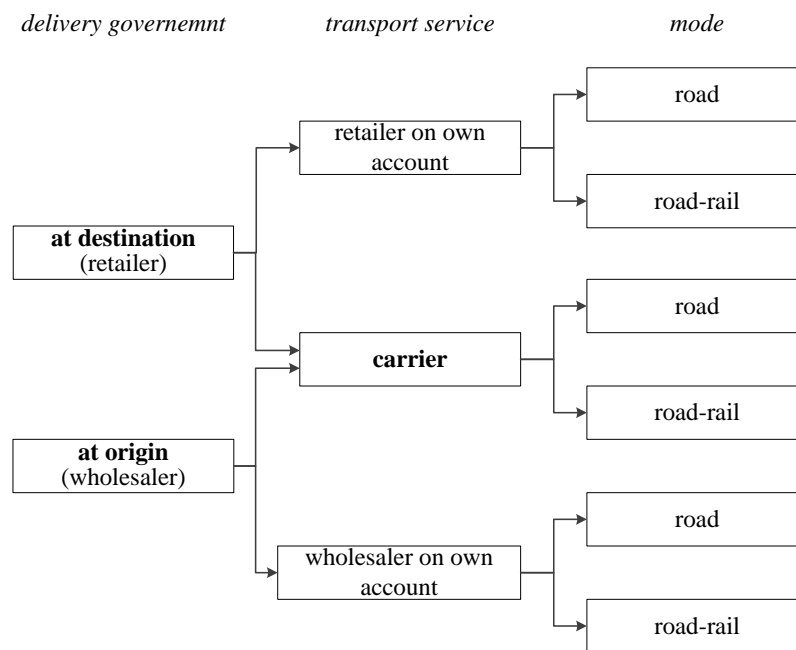 delivery governemnt
transport service
mode
road
retailer on own
account
road-rail
at destination
(retailer)
road
carrier
road-rail
at origin
(wholesaler)
road
wholesaler on own
account
road-rail